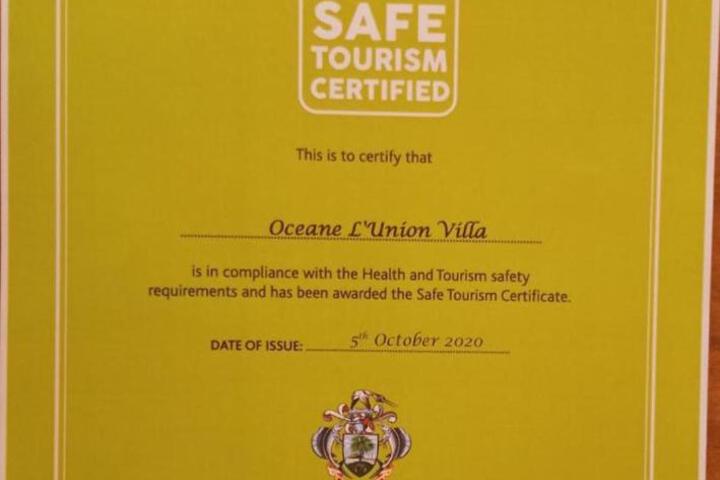 SAFE
TOURISM
CERTIFIED
This is to certify that
Oceane L'Union Villa
is in compliance with the Health and Tourism safety
requirements and has been awarded the Safe Tourism Certificate.
DATE OF ISSUE: 5th October 2020